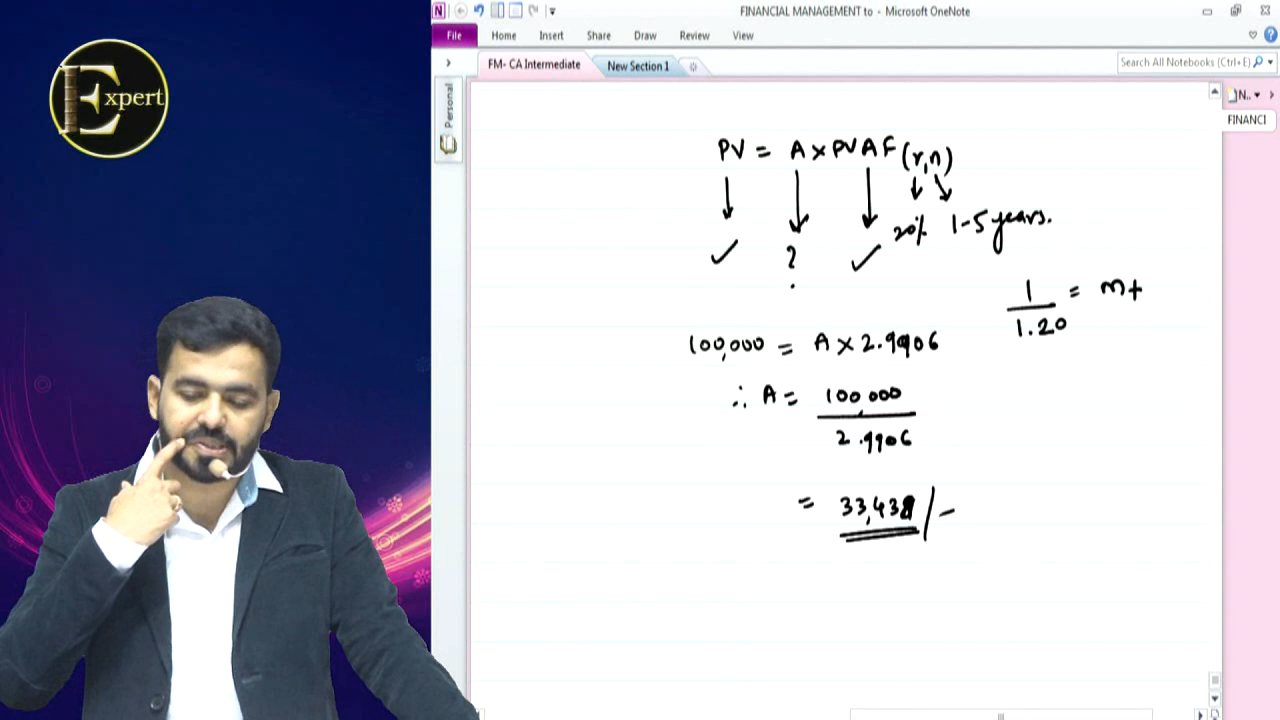 Expert
FINANCIAL MANAGEMENT to - Microsoft OneNote
File Home Insert Share Draw Review View
FM- CA Intermediate New Section 1
Search All Notebooks (Ctrl+E)
Personal
N..
FINANCI
PV = A × PVAF (r,n)
20% 1-5 years.
✓ ? ✓
1/1.20 = m+
100,000 = A × 2.9906
∴ A = 100,000/2.9906
= 33,438/-